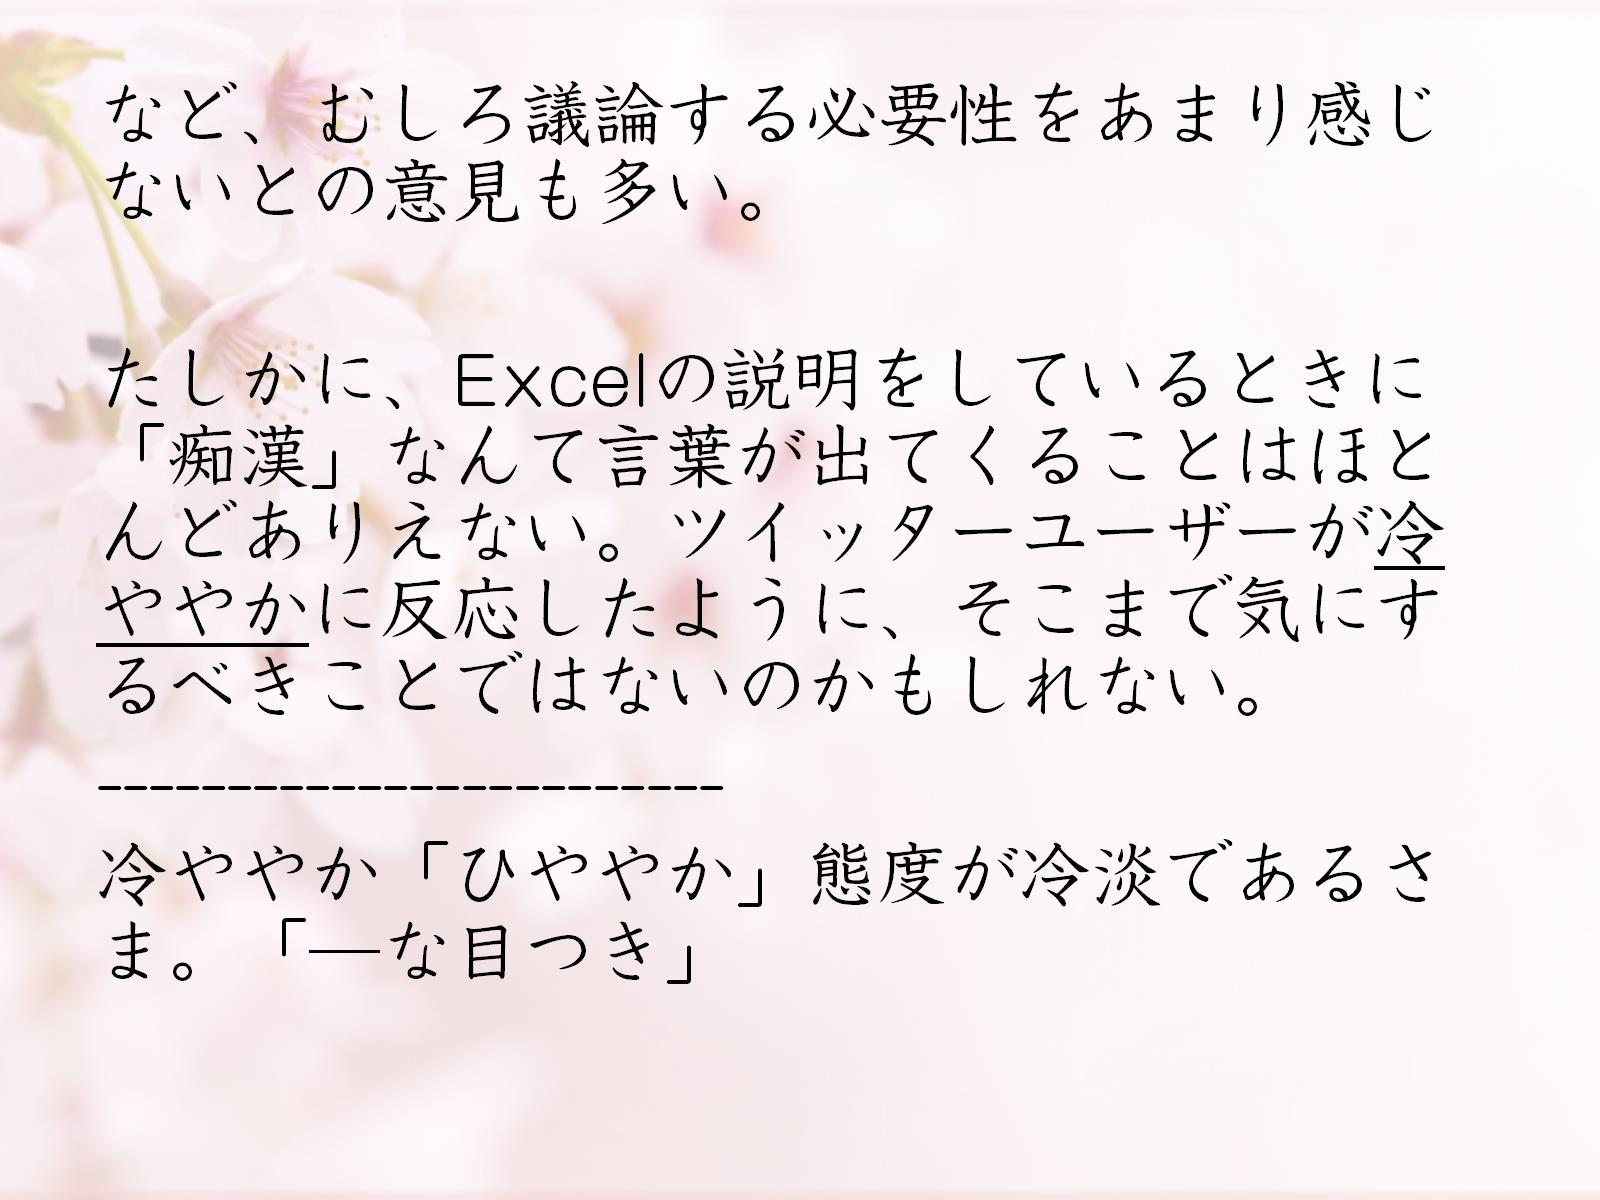 など、むしろ議論する必要性をあまり感じ
ないとの意見も多い。
たしかに、Excelの説明をしているときに
「痴漢」なんて言葉が出てくることはほと
んどありえない。ツイッターユーザーが冷
ややかに反応したように、そこまで気にす
るべきことではないのかもしれない。
------------------------
冷ややか「ひややか」態度が冷淡であるさ
ま。「―な目つき」